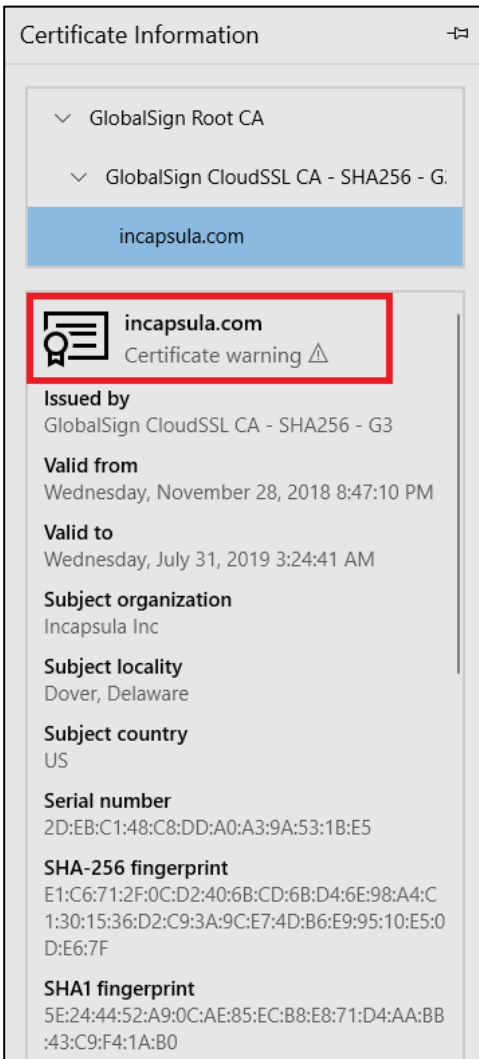 Certificate Information
GlobalSign Root CA
GlobalSign CloudSSL CA - SHA256 - G.
incapsula.com
incapsula.com
Certificate warning ⚠
Issued by
GlobalSign CloudSSL CA - SHA256 - G3
Valid from
Wednesday, November 28, 2018 8:47:10 PM
Valid to
Wednesday, July 31, 2019 3:24:41 AM
Subject organization
Incapsula Inc
Subject locality
Dover, Delaware
Subject country
US
Serial number
2D:EB:C1:48:C8:DD:A0:A3:9A:53:1B:E5
SHA-256 fingerprint
E1:C6:71:2F:0C:D2:40:6B:CD:6B:D4:6E:98:A4:C
1:30:15:36:D2:C9:3A:9C:E7:4D:B6:E9:95:10:E5:0
D:E6:7F
SHA1 fingerprint
5E:24:44:52:A9:0C:AE:85:EC:B8:E8:71:D4:AA:BB
:43:C9:F4:1A:B0